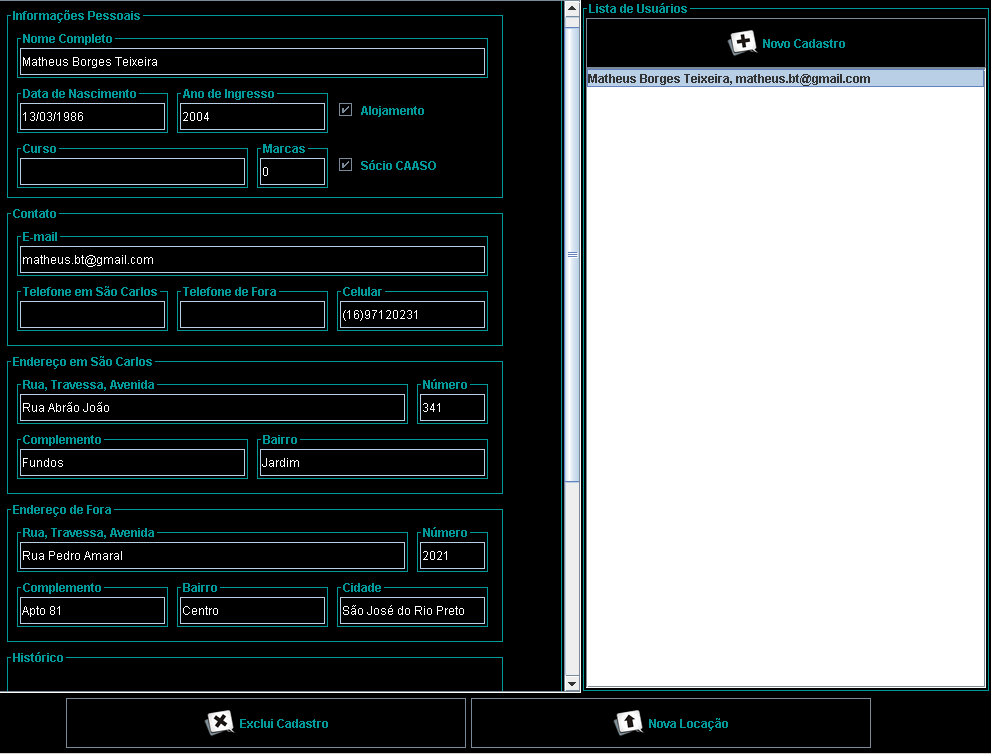 Informações Pessoais
Nome Completo
Matheus Borges Teixeira
Data de Nascimento
Ano de Ingresso
13/03/1986
2004
Alojamento
Curso
Marcas
0
Sócio CAASO
Contato
E-mail
matheus.bt@gmail.com
Telefone em São Carlos
Telefone de Fora
Celular
(16)97120231
Endereço em São Carlos
Rua, Travessa, Avenida
Número
Rua Abrão João
341
Complemento
Bairro
Fundos
Jardim
Endereço de Fora
Rua, Travessa, Avenida
Número
Rua Pedro Amaral
2021
Complemento
Bairro
Cidade
Apto 81
Centro
São José do Rio Preto
Histórico
Lista de Usuários
Novo Cadastro
Matheus Borges Teixeira, matheus.bt@gmail.com
Exclui Cadastro
Nova Locação